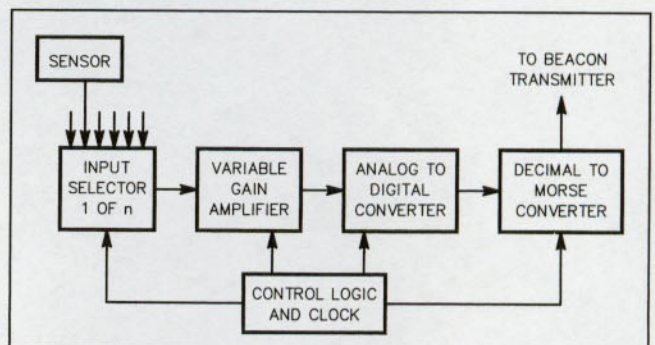 SENSOR
TO BEACON
TRANSMITTER
INPUT
SELECTOR
1 OF n
VARIABLE
GAIN
AMPLIFIER
ANALOG TO
DIGITAL
CONVERTER
DECIMAL TO
MORSE
CONVERTER
CONTROL LOGIC
AND CLOCK